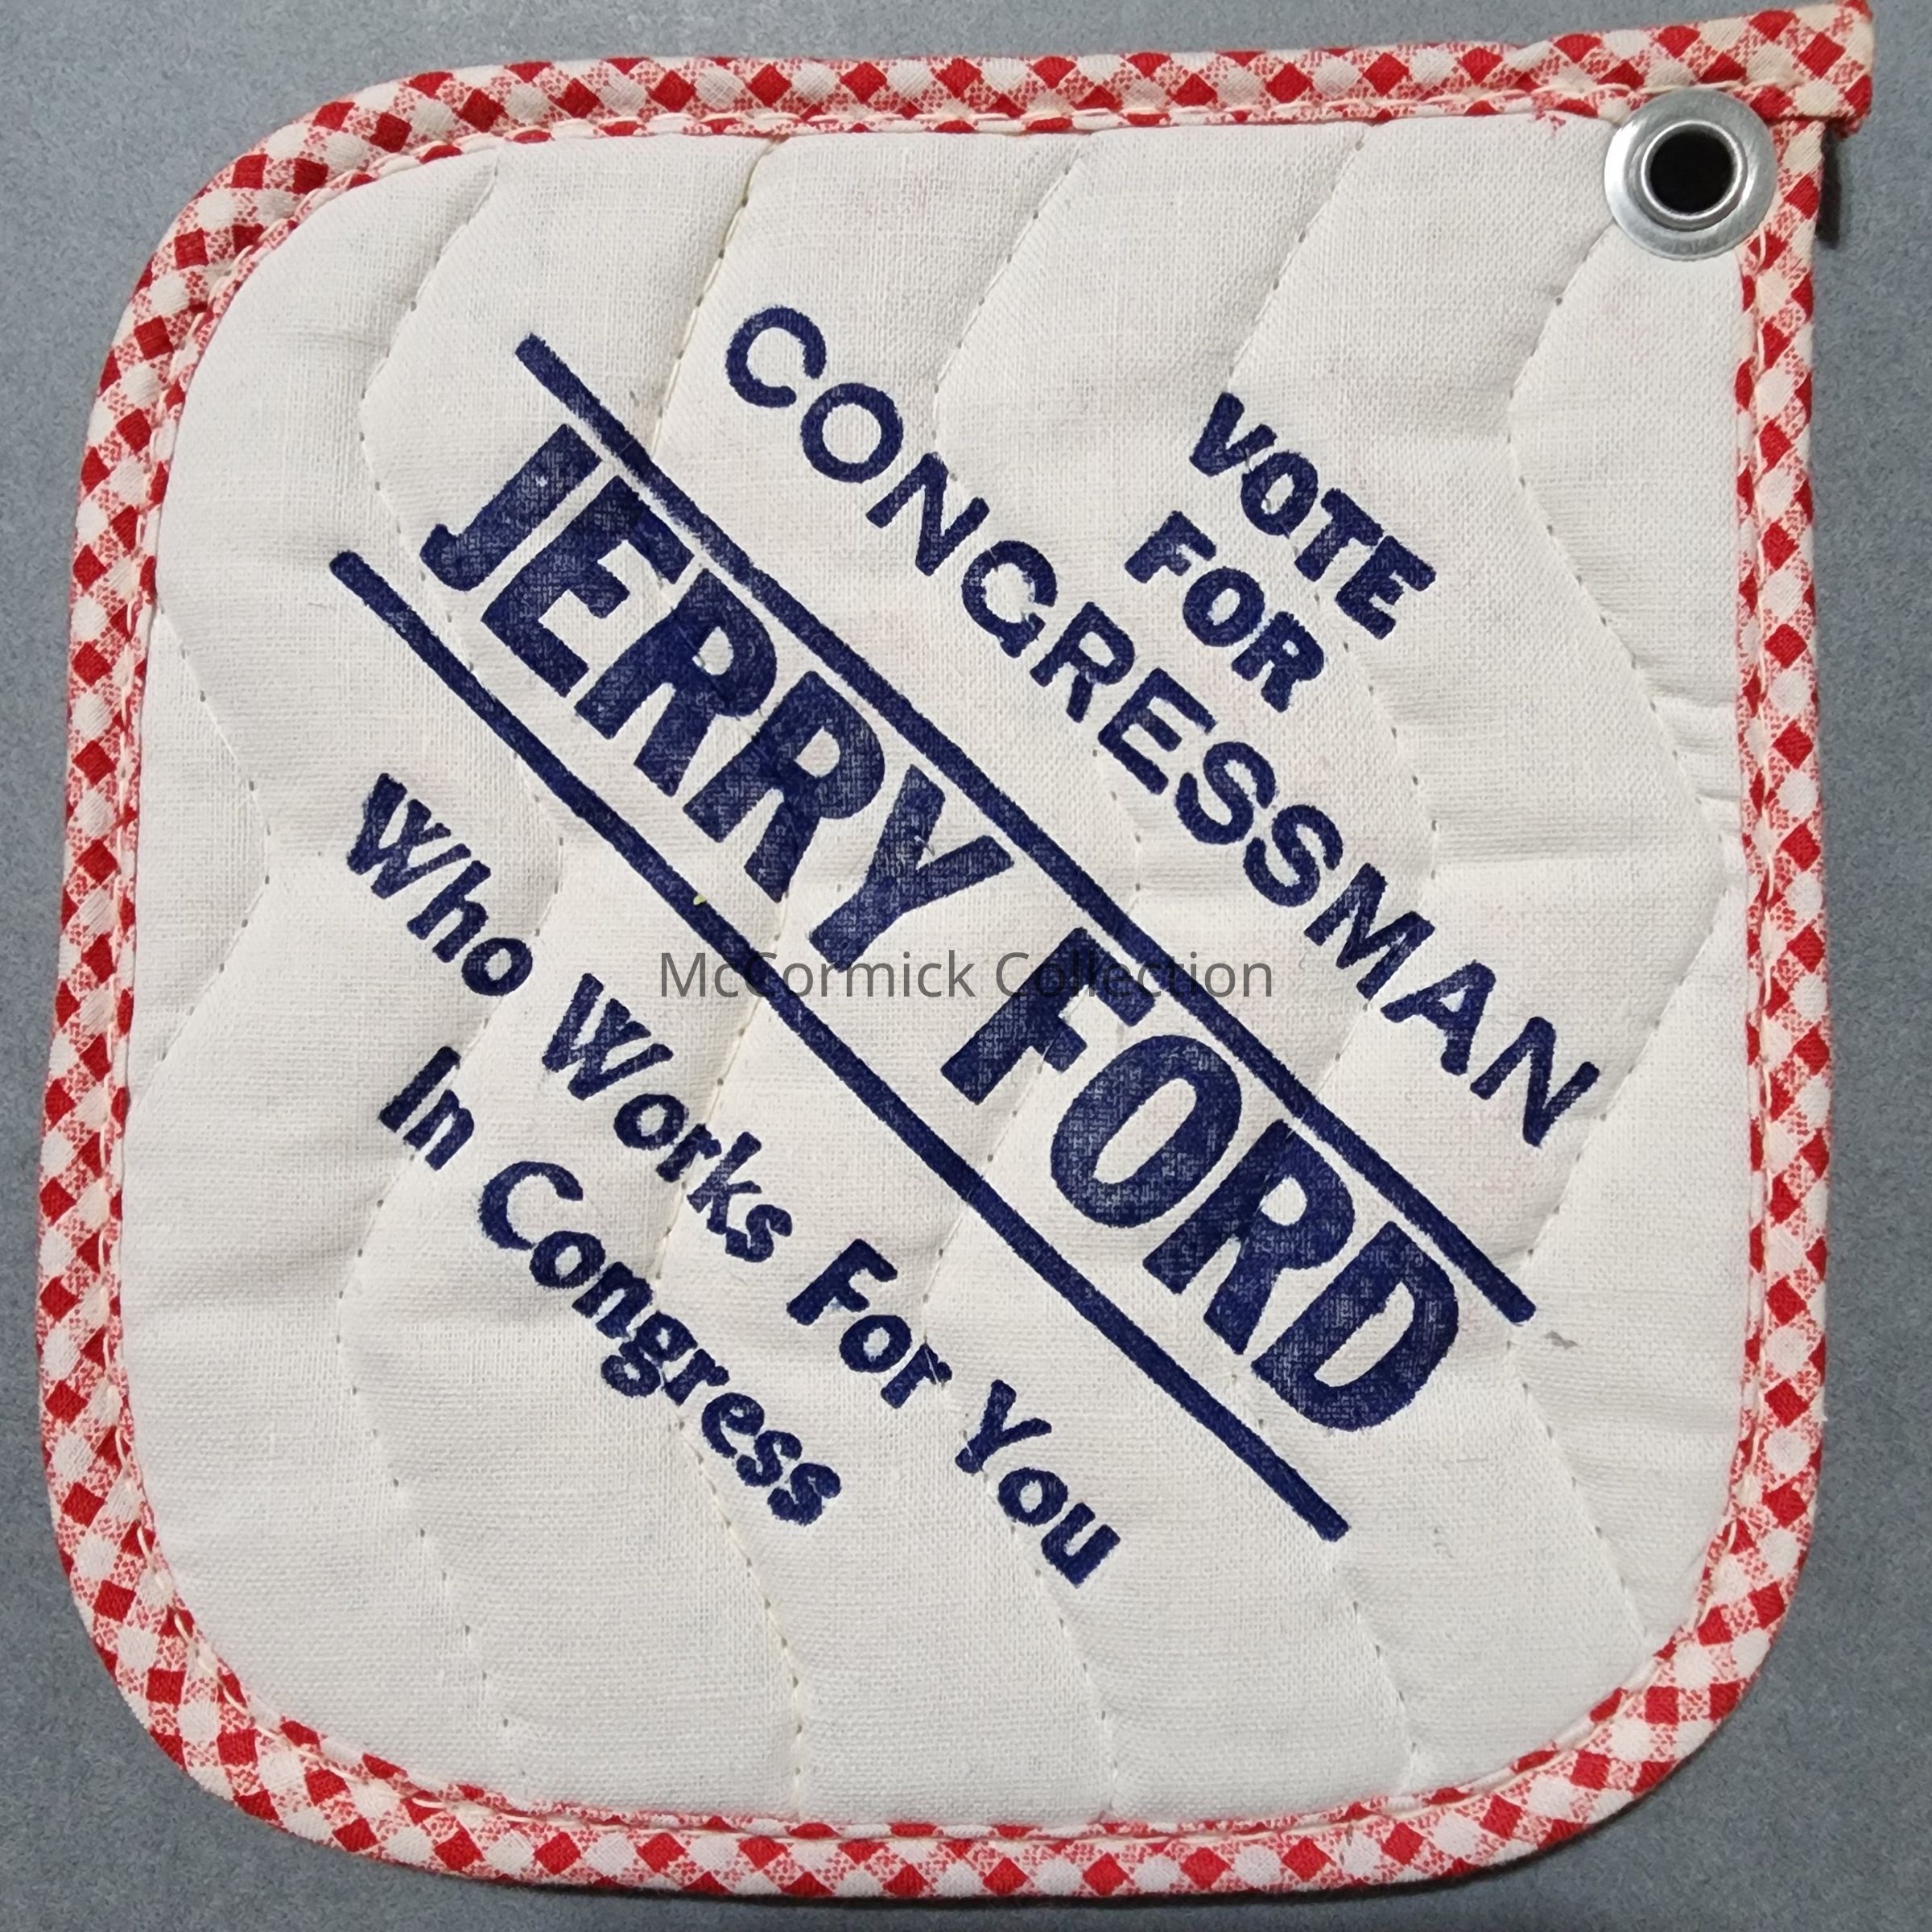 VOTE
FOR
CONGRESSMAN
JERRY FORD
Who Works For You
In Congress
McCormick Collection